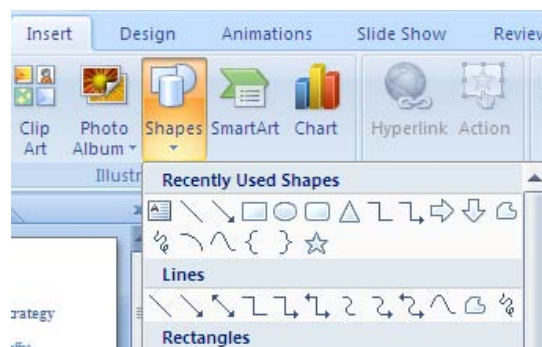 Insert Design Animations Slide Show Review
Clip Art Photo Album Shapes SmartArt Chart Hyperlink Action
Illustr
Recently Used Shapes
Lines
rategy
Rectangles